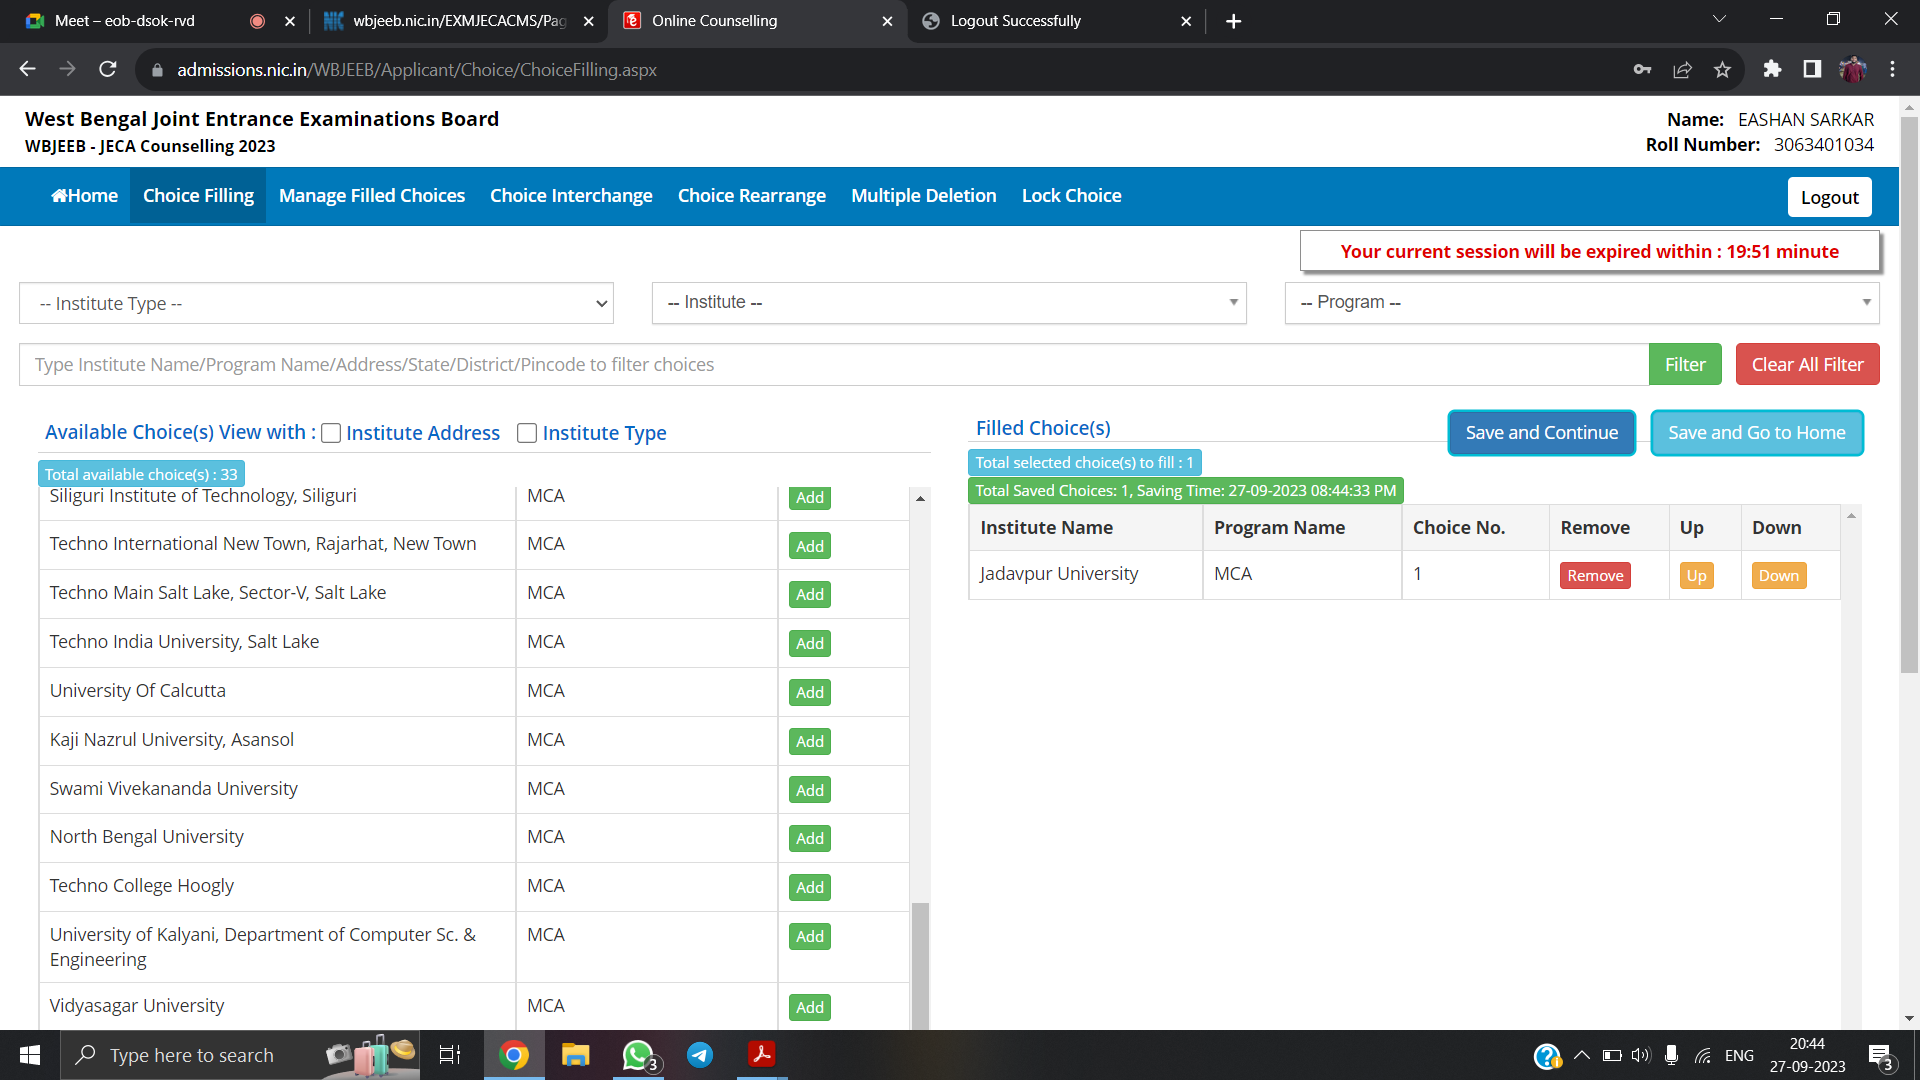 Meet – eob-dsok-rvd
wbjeeb.nic.in/EXMJECACMS/Pag
Online Counselling
Logout Successfully
admissions.nic.in/WBJEEB/Applicant/Choice/ChoiceFilling.aspx
West Bengal Joint Entrance Examinations Board
WBJEEB - JECA Counselling 2023
Name: EASHAN SARKAR
Roll Number: 3063401034
Home Choice Filling Manage Filled Choices Choice Interchange Choice Rearrange Multiple Deletion Lock Choice Logout
Your current session will be expired within : 19:51 minute
-- Institute Type -- -- Institute -- -- Program --
Type Institute Name/Program Name/Address/State/District/Pincode to filter choices Filter Clear All Filter
Available Choice(s) View with : Institute Address Institute Type
Total available choice(s) : 33
Siliguri Institute of Technology, Siliguri MCA Add
Techno International New Town, Rajarhat, New Town MCA Add
Techno Main Salt Lake, Sector-V, Salt Lake MCA Add
Techno India University, Salt Lake MCA Add
University Of Calcutta MCA Add
Kaji Nazrul University, Asansol MCA Add
Swami Vivekananda University MCA Add
North Bengal University MCA Add
Techno College Hoogly MCA Add
University of Kalyani, Department of Computer Sc. & MCA Add
Engineering
Vidyasagar University MCA Add
Filled Choice(s) Save and Continue Save and Go to Home
Total selected choice(s) to fill : 1
Total Saved Choices: 1, Saving Time: 27-09-2023 08:44:33 PM
Institute Name Program Name Choice No. Remove Up Down
Jadavpur University MCA 1 Remove Up Down
Type here to search
3
ENG
20:44
27-09-2023
3